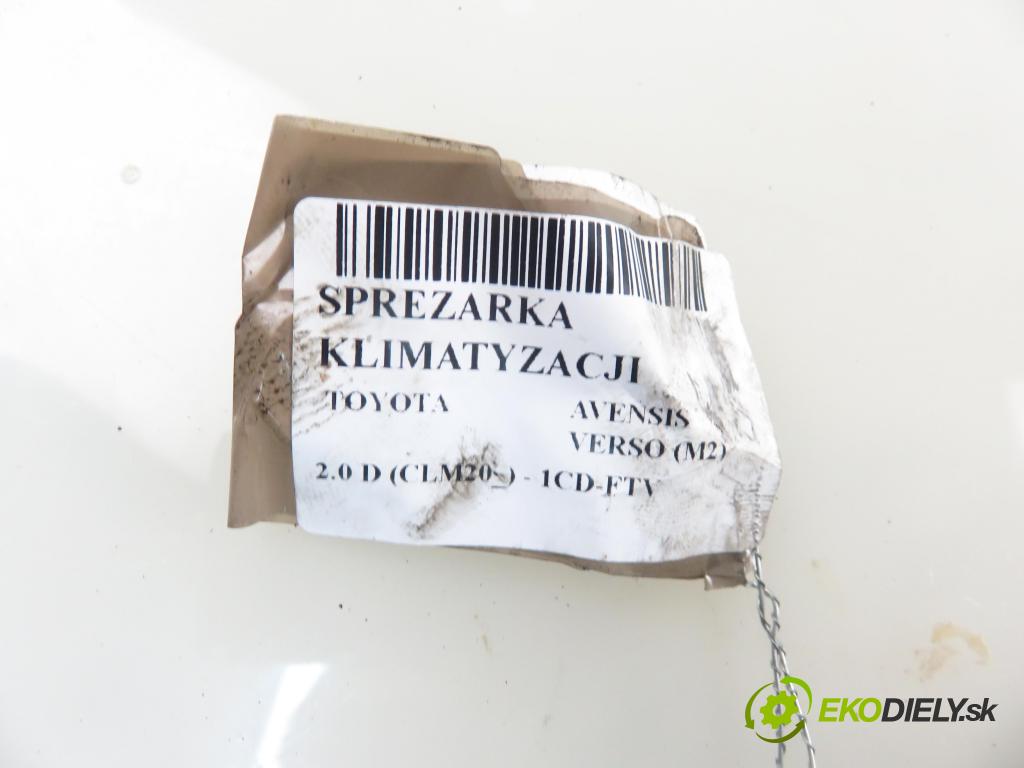 SPREZARKA
KLIMATYZACJI
TOYOTA AVENSIS
VERSO (M2)
2.0 D (CLM20_) - 1CD-FTV
EKODIELY.sk